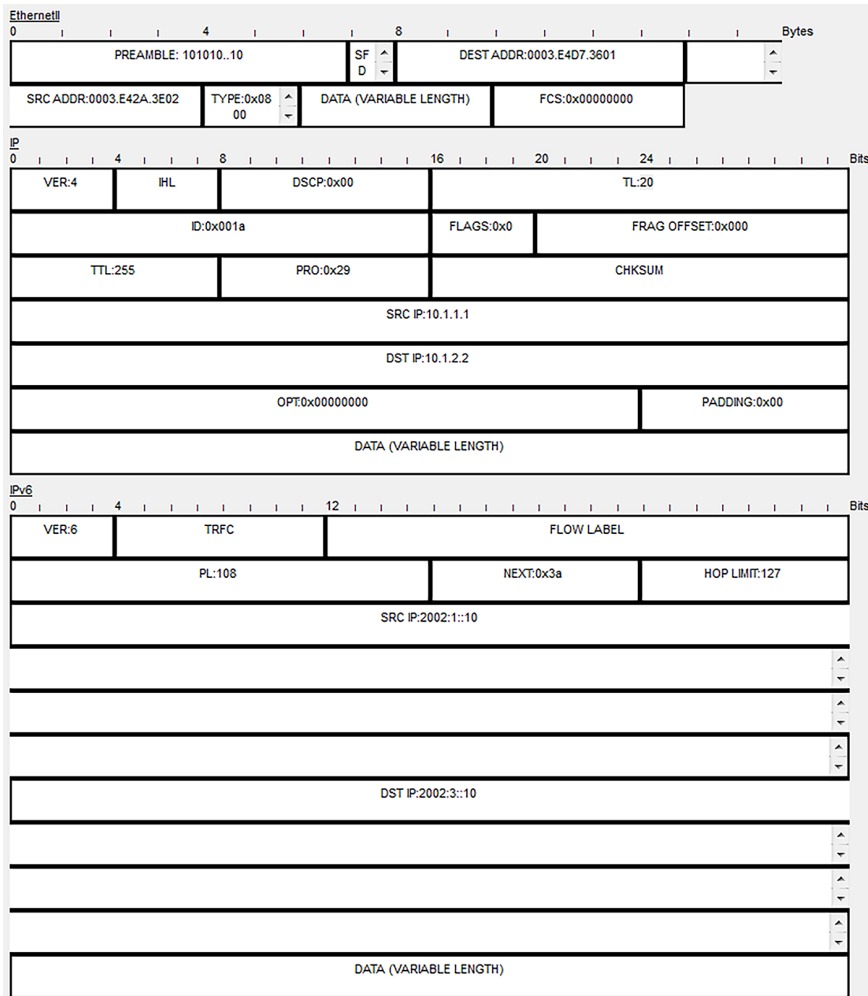 EthernetII
0 4 8 Bytes
PREAMBLE: 101010..10 SF D DEST ADDR:0003.E4D7.3601
SRC ADDR:0003.E42A.3E02 TYPE:0x08 00 DATA (VARIABLE LENGTH) FCS:0x00000000
IP
0 4 8 16 20 24 Bits
VER:4 IHL DSCP:0x00 TL:20
ID:0x001a FLAGS:0x0 FRAG OFFSET:0x000
TTL:255 PRO:0x29 CHKSUM
SRC IP:10.1.1.1
DST IP:10.1.2.2
OPT:0x00000000 PADDING:0x00
DATA (VARIABLE LENGTH)
IPv6
0 4 12 Bits
VER:6 TRFC FLOW LABEL
PL:108 NEXT:0x3a HOP LIMIT:127
SRC IP:2002:1::10
DST IP:2002:3::10
DATA (VARIABLE LENGTH)